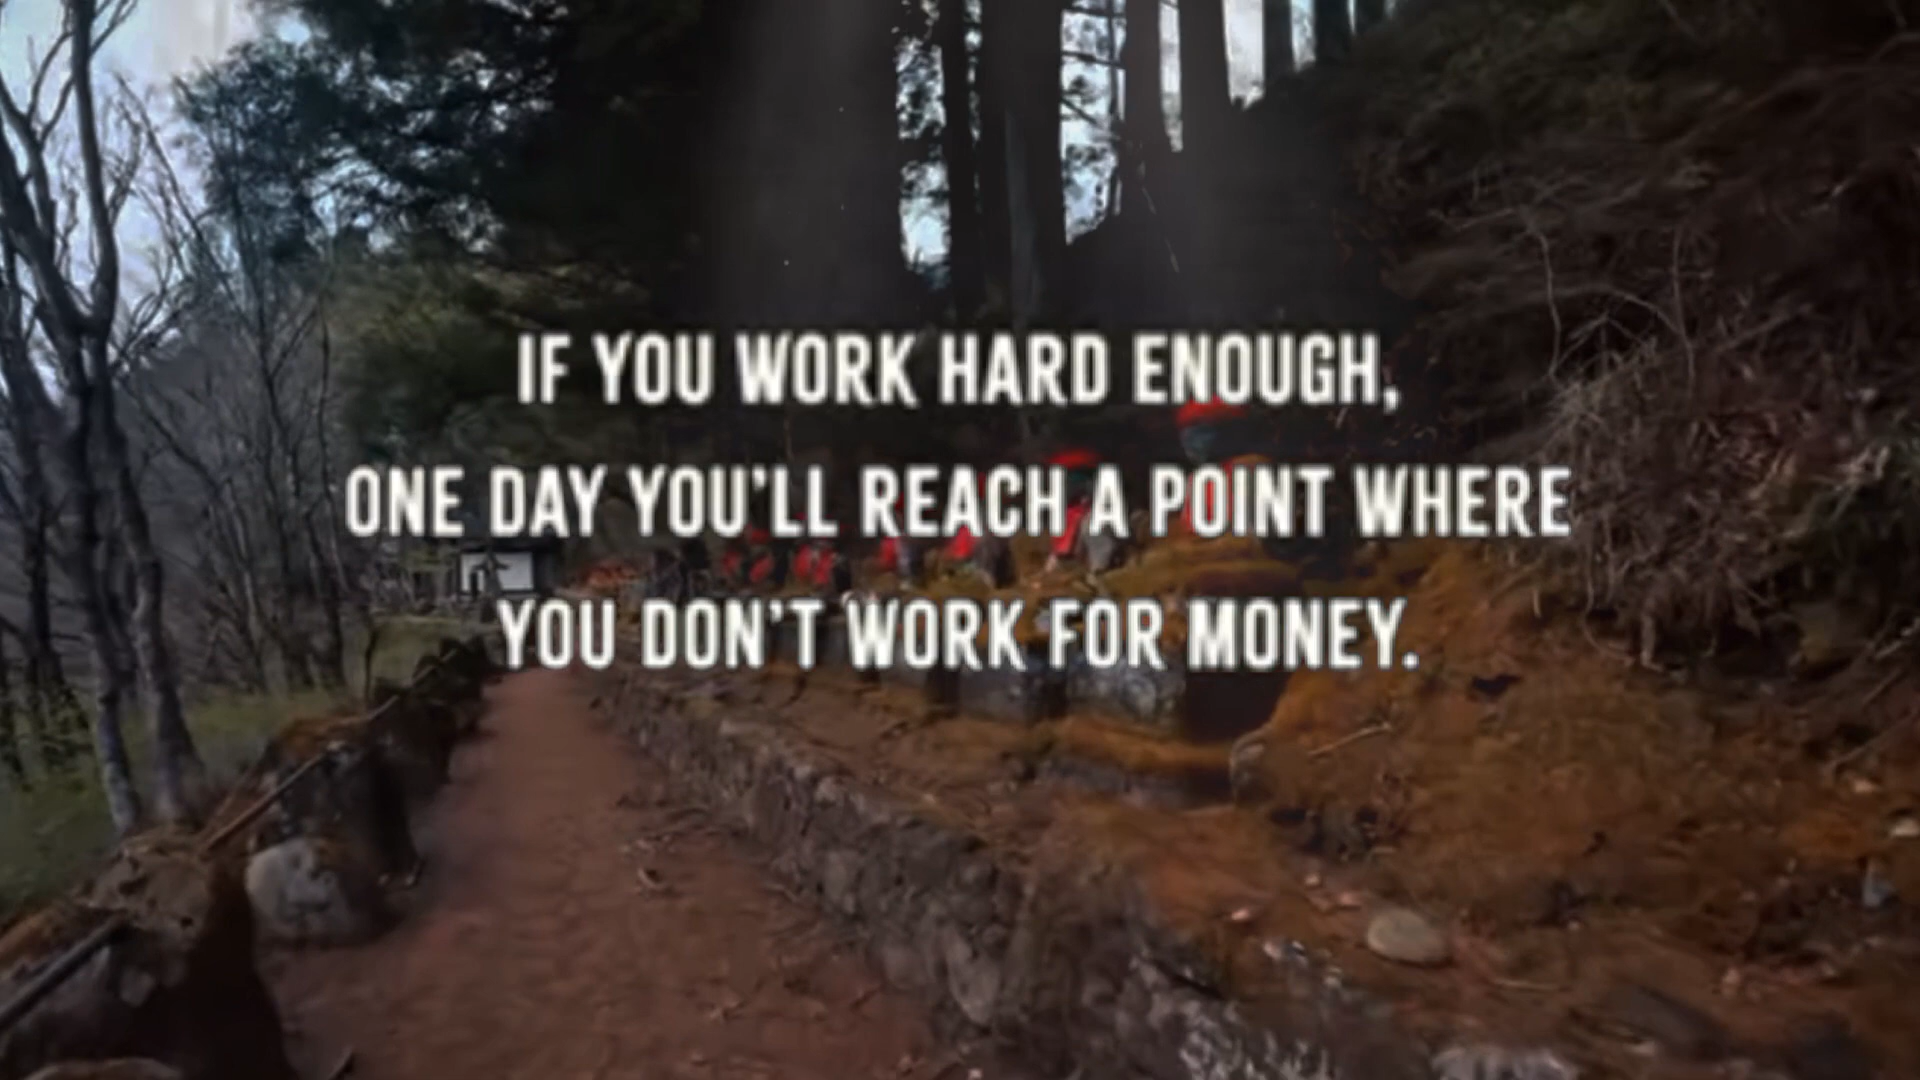 IF YOU WORK HARD ENOUGH,
ONE DAY YOU'LL REACH A POINT WHERE
YOU DON'T WORK FOR MONEY.